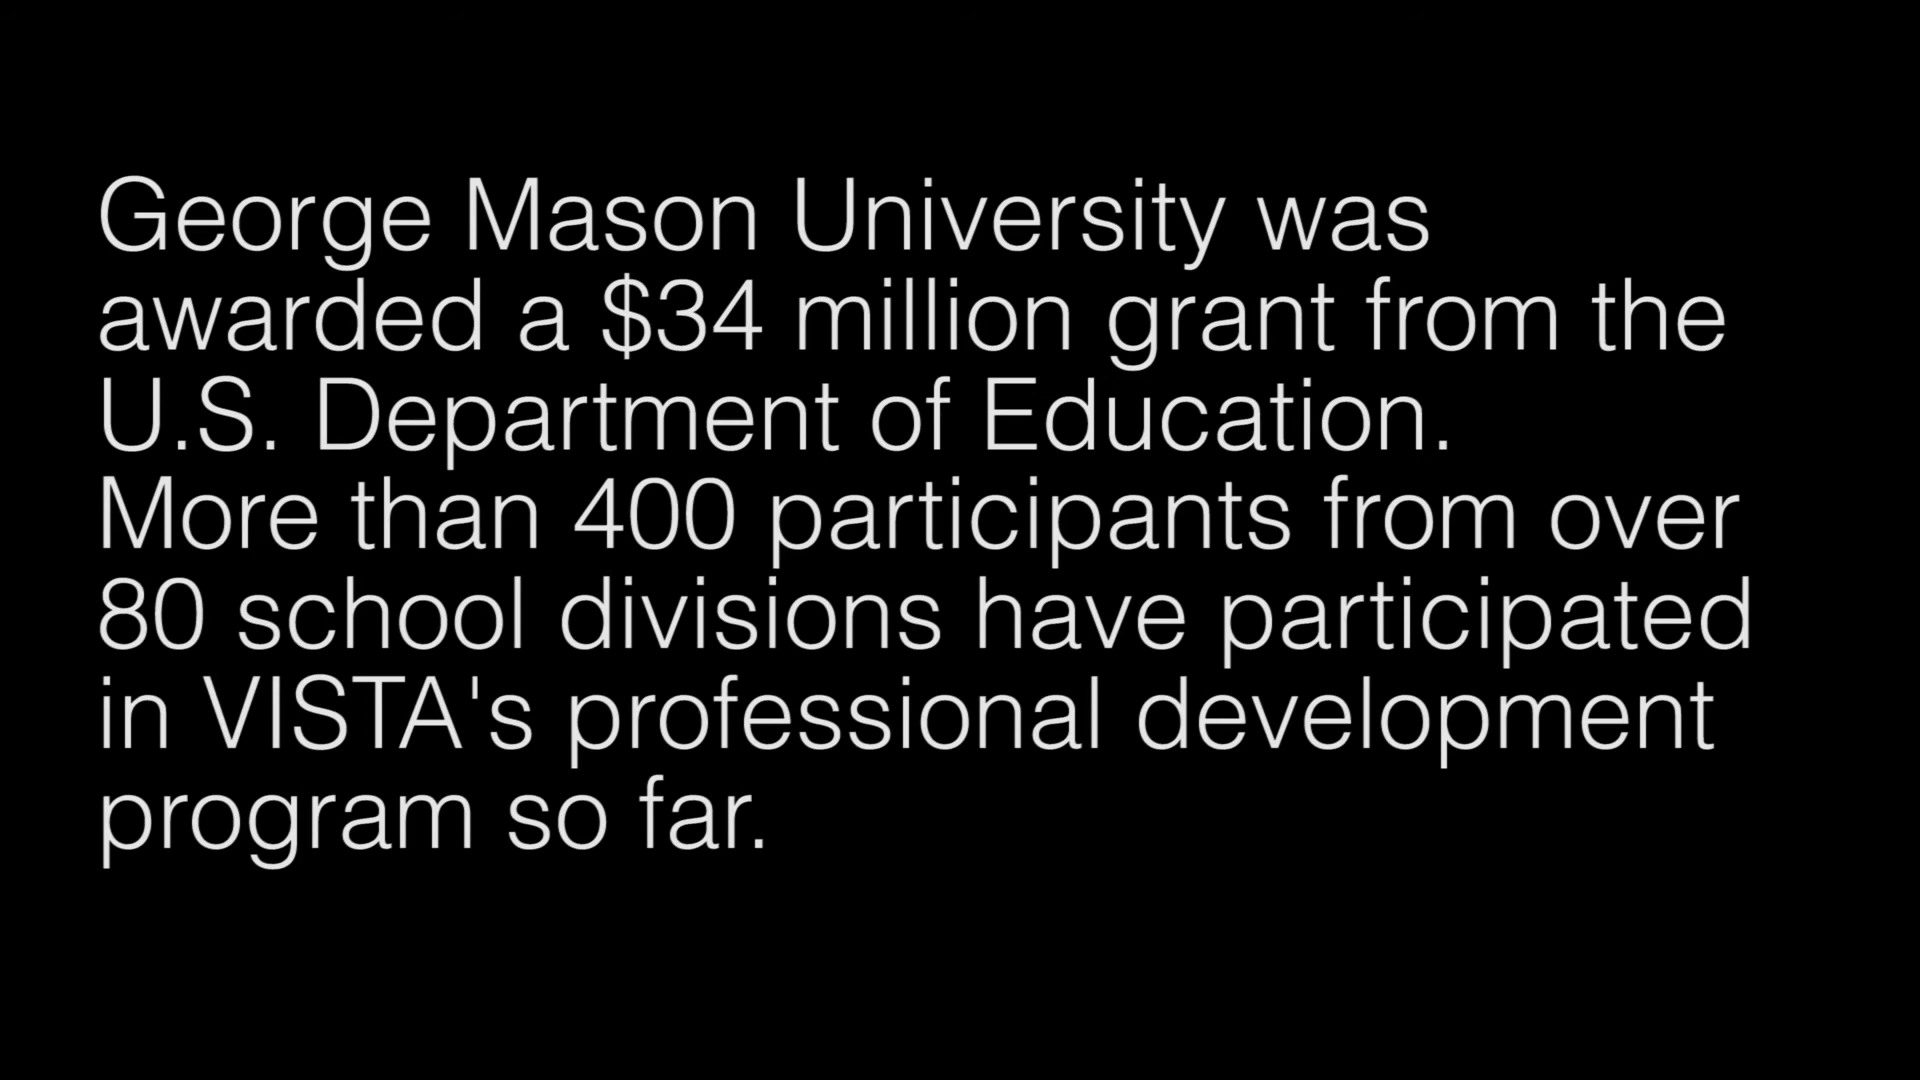 George Mason University was
awarded a $34 million grant from the
U.S. Department of Education.
More than 400 participants from over
80 school divisions have participated
in VISTA's professional development
program so far.